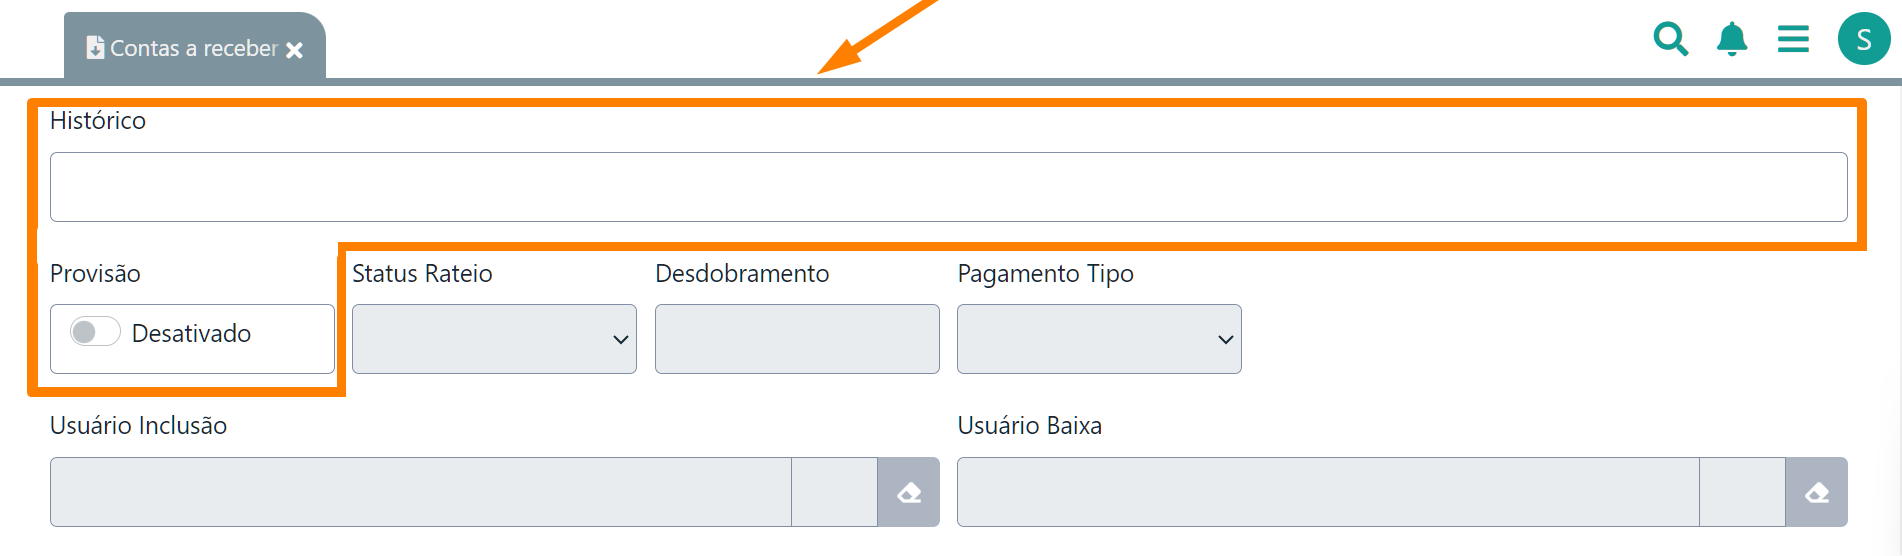 Contas a receber
S
Histórico
Provisão
Status Rateio
Desdobramento
Pagamento Tipo
Desativado
Usuário Inclusão
Usuário Baixa